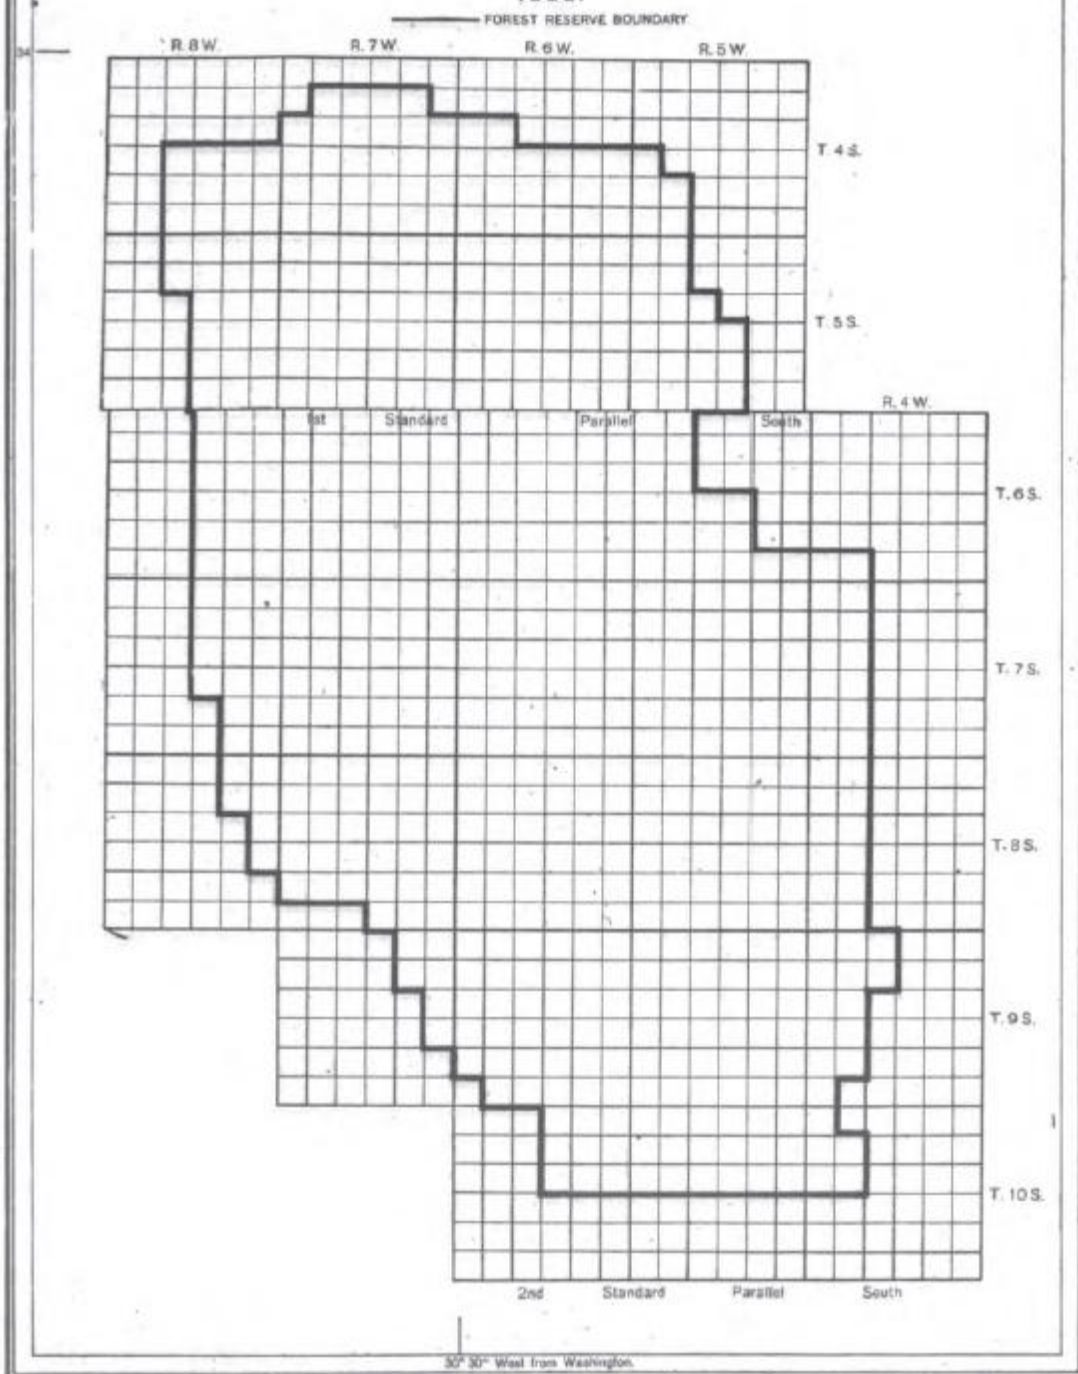 FOREST RESERVE BOUNDARY
34
R. 8 W. R. 7 W. R. 6 W. R. 5 W.
T. 4 S.
T. 5 S.
R. 4 W.
1st Standard Parallel South
T. 6 S.
T. 7 S.
T. 8 S.
T. 9 S.
T. 10 S.
2nd Standard Parallel South
30° 30'' West from Washington.